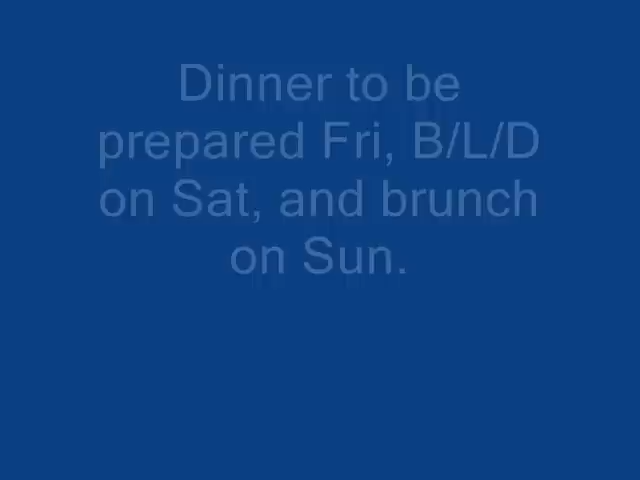 Dinner to be
prepared Fri, B/L/D
on Sat, and brunch
on Sun.